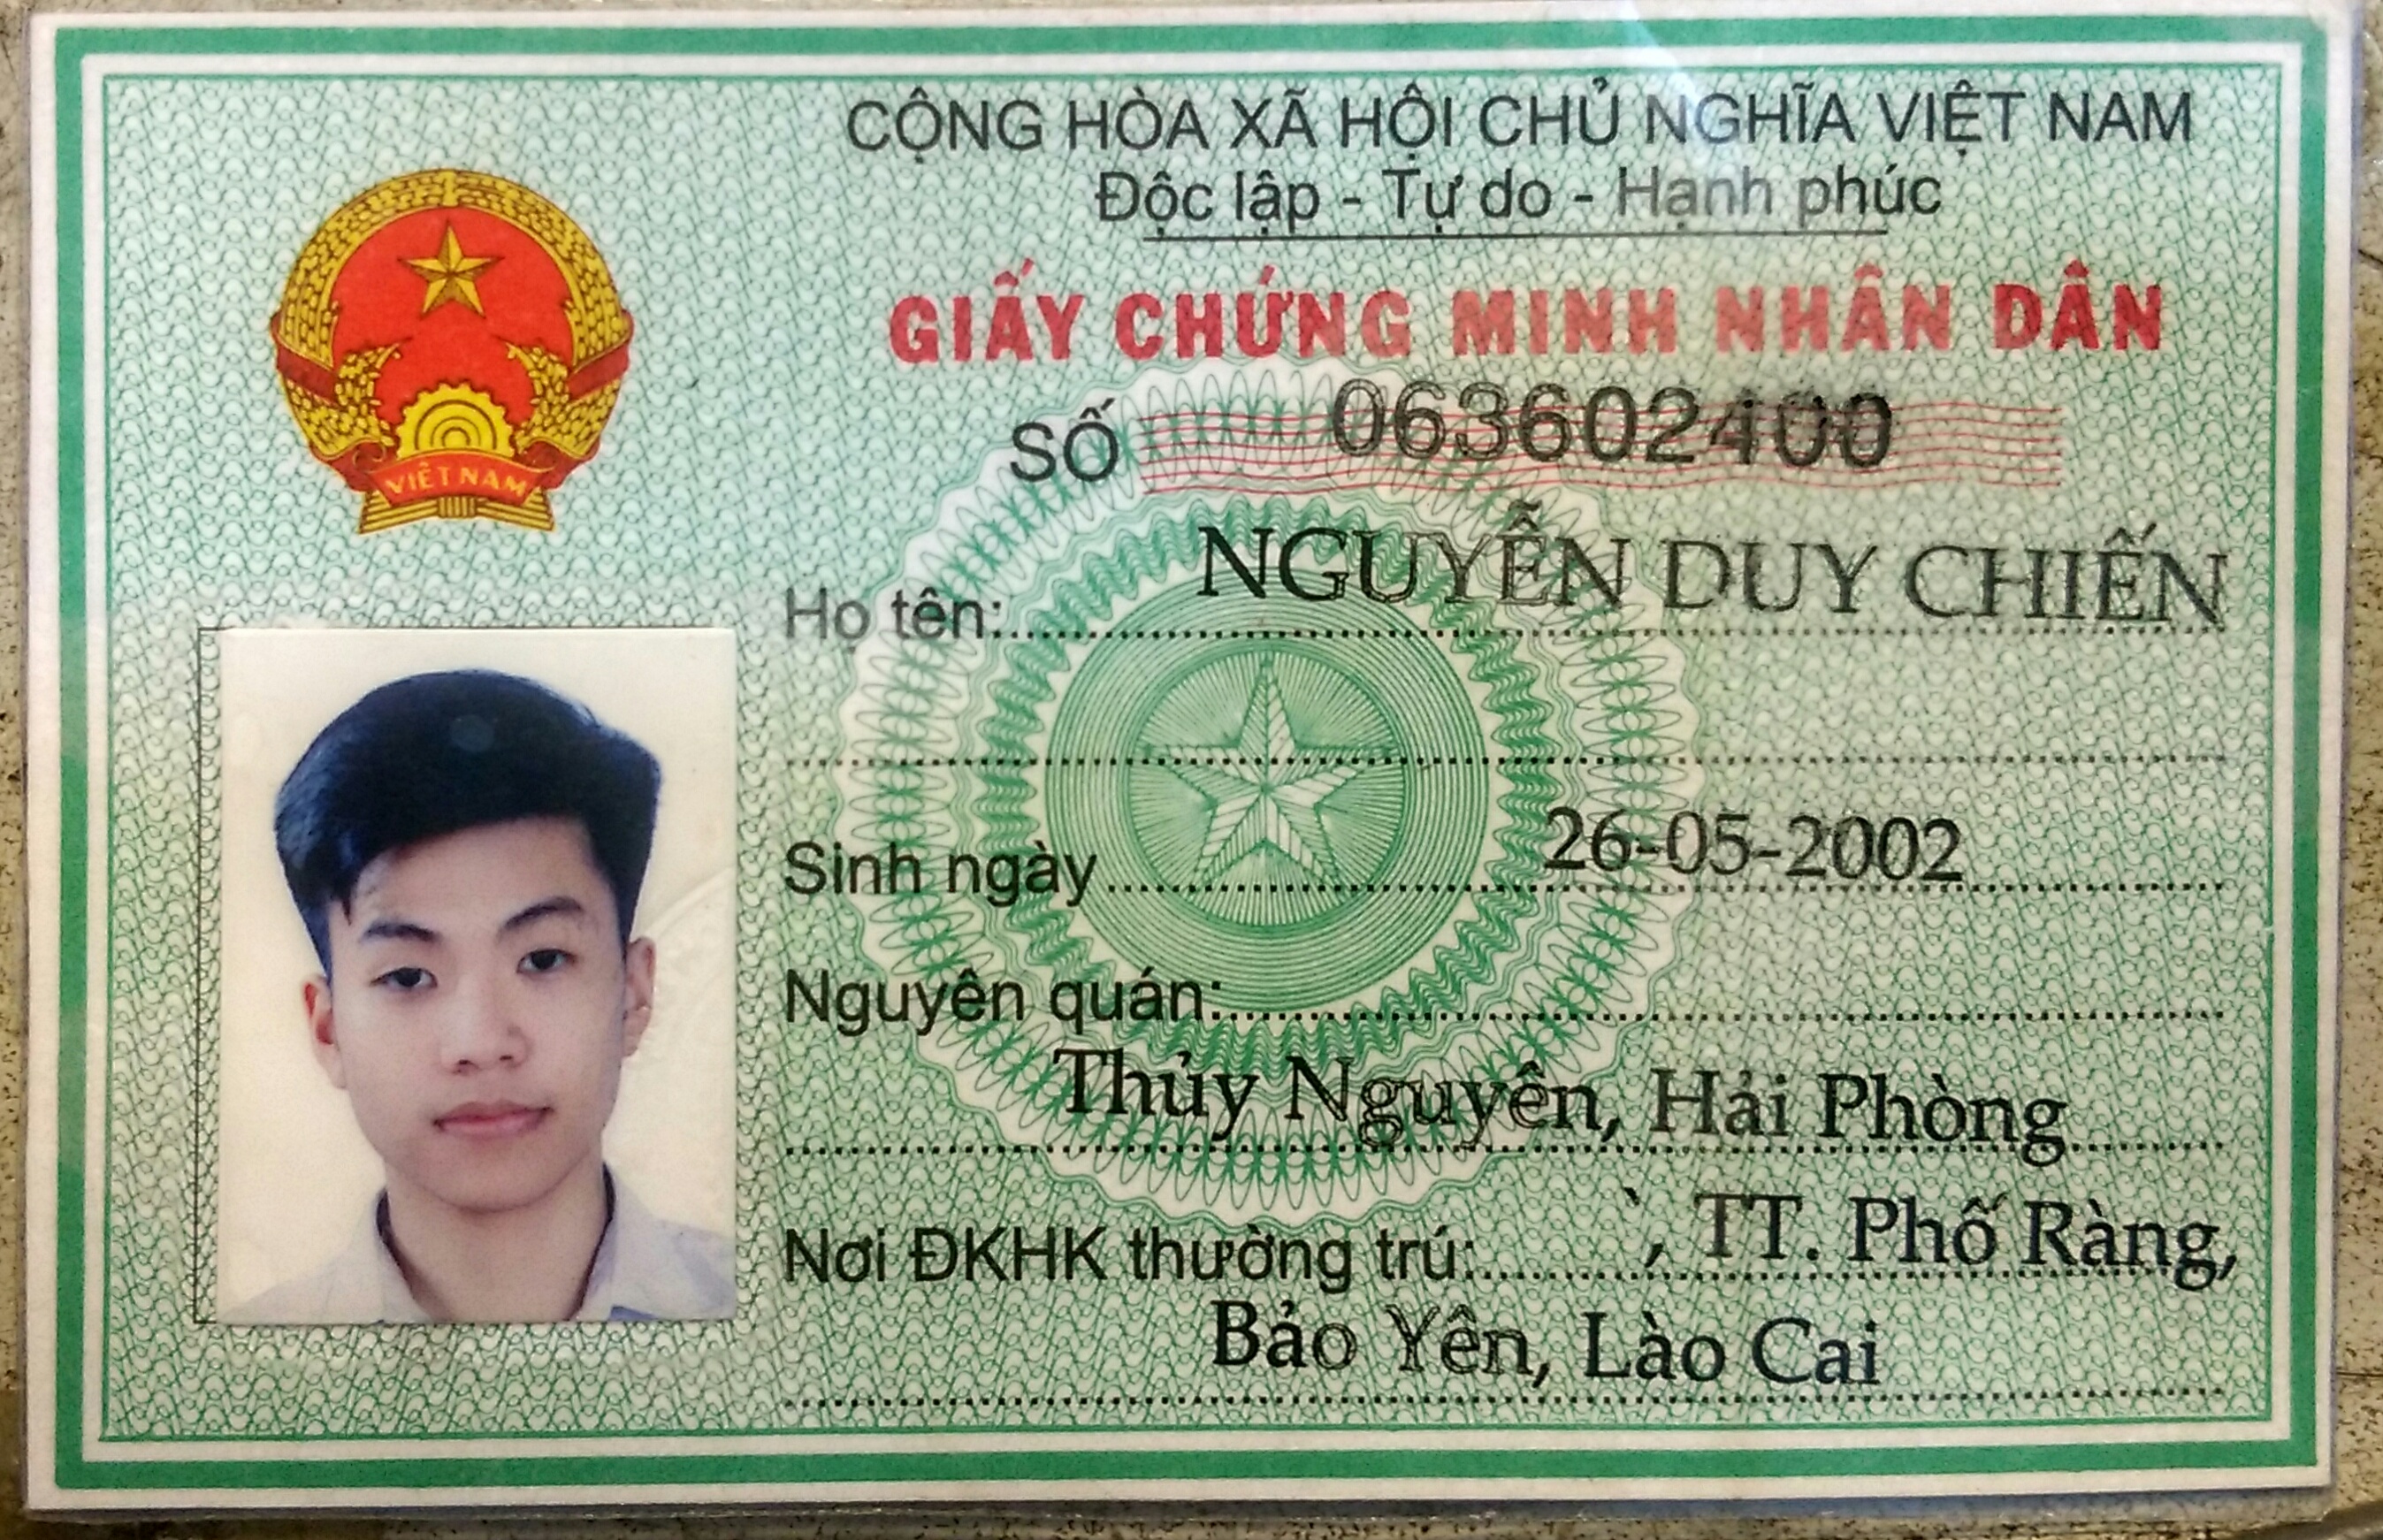 CỘNG HÒA XÃ HỘI CHỦ NGHĨA VIỆT NAM
Độc lập - Tự do - Hạnh phúc
GIẤY CHỨNG MINH NHÂN DÂN
SỐ 063602400
VIỆT NAM
Họ tên: NGUYỄN DUY CHIẾN
Sinh ngày 26-05-2002
Nguyên quán:
Thủy Nguyên, Hải Phòng
Nơi ĐKHK thường trú: , TT. Phố Ràng,
Bảo Yên, Lào Cai